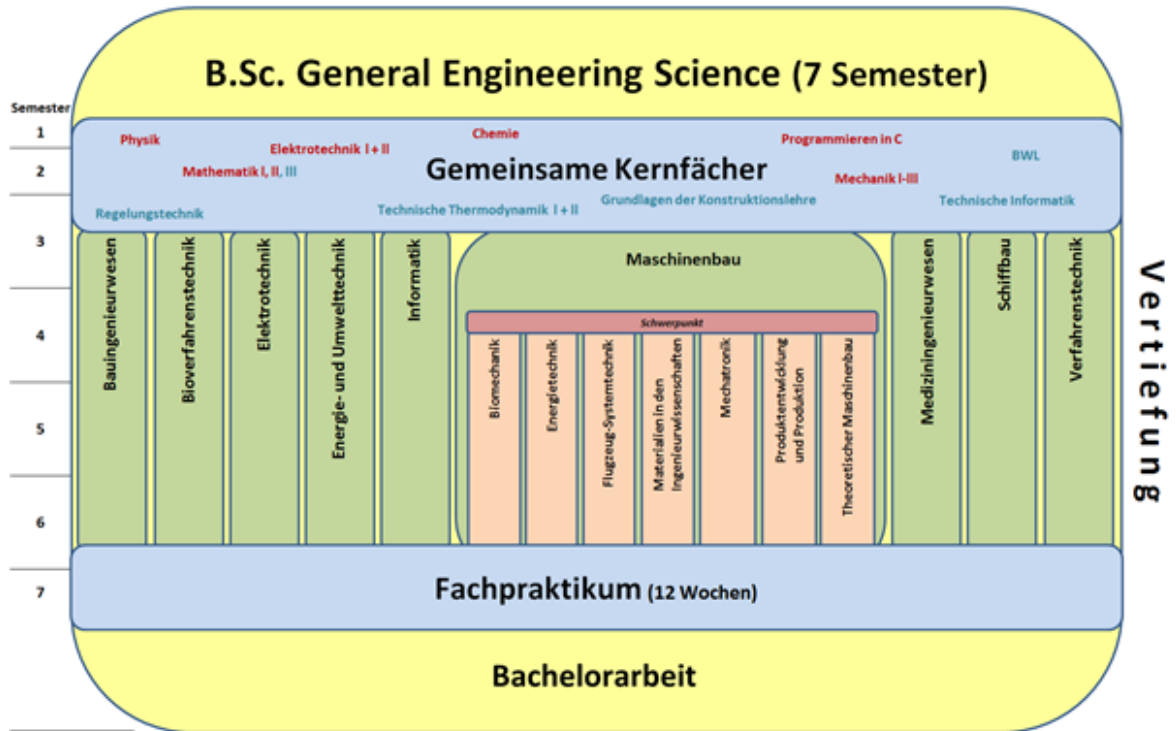 B.Sc. General Engineering Science (7 Semester)
Semester
1
2
3
4
5
6
7
Physik
Chemie
Programmieren in C
Elektrotechnik I + II
BWL
Mathematik I, II, III
Gemeinsame Kernfächer
Mechanik I-III
Regelungstechnik
Technische Thermodynamik I + II
Grundlagen der Konstruktionslehre
Technische Informatik
Bauingenieurwesen
Bioverfahrenstechnik
Elektrotechnik
Energie- und Umwelttechnik
Informatik
Maschinenbau
Schwerpunkt
Biomechanik
Energietechnik
Flugzeug-Systemtechnik
Materialien in den
Ingenieurwissenschaften
Mechatronik
Produktentwicklung
und Produktion
Theoretischer Maschinenbau
Mediziningenieurwesen
Schiffbau
Verfahrenstechnik
Vertiefung
Fachpraktikum (12 Wochen)
Bachelorarbeit